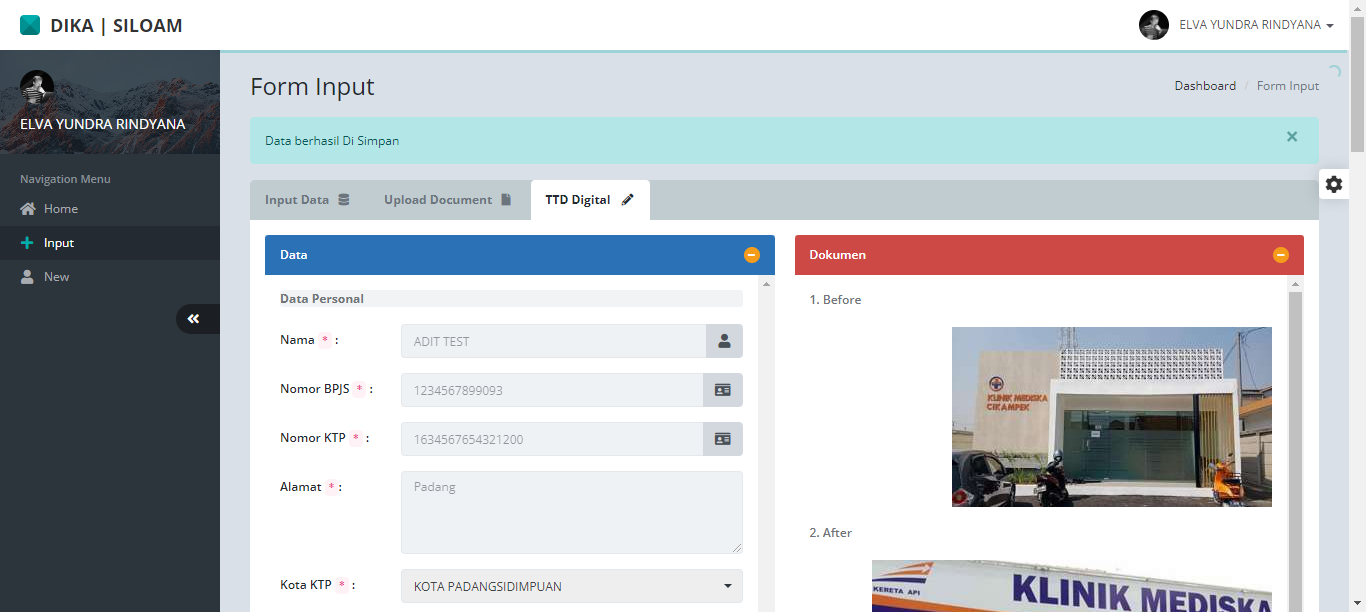 DIKA | SILOAM
ELVA YUNDRA RINDYANA
ELVA YUNDRA RINDYANA
Navigation Menu
Home
Input
New
Form Input
Dashboard / Form Input
Data berhasil Di Simpan
×
Input Data
Upload Document
TTD Digital
Data
Data Personal
Nama * :
ADIT TEST
Nomor BPJS * :
1234567899093
Nomor KTP * :
1634567654321200
Alamat * :
Padang
Kota KTP * :
KOTA PADANGSIDIMPUAN
Dokumen
1. Before
KLINIK MEDISKA
CIKAMPEK
2. After
KERETA API
KLINIK MEDISKA